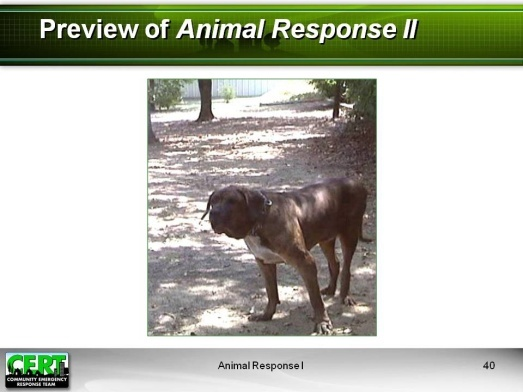 Preview of Animal Response II
CERT
COMMUNITY EMERGENCY
RESPONSE TEAM
Animal Response I
40